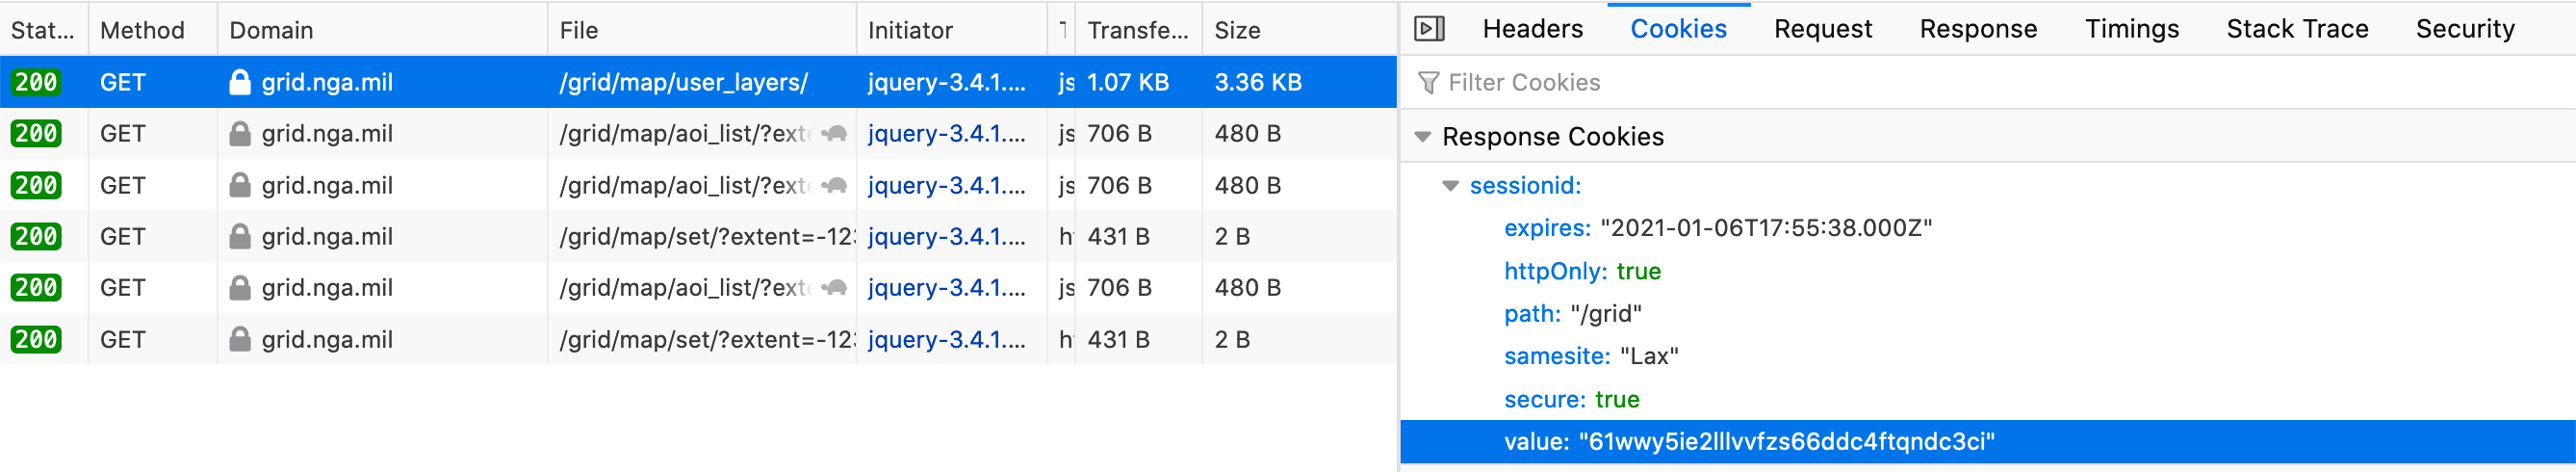 Stat... Method Domain File Initiator T Transfe... Size
200 GET grid.nga.mil /grid/map/user_layers/ jquery-3.4.1.... js 1.07 KB 3.36 KB
200 GET grid.nga.mil /grid/map/aoi_list/?exte jquery-3.4.1.... js 706 B 480 B
200 GET grid.nga.mil /grid/map/aoi_list/?exte jquery-3.4.1.... js 706 B 480 B
200 GET grid.nga.mil /grid/map/set/?extent=-123 jquery-3.4.1.... h 431 B 2 B
200 GET grid.nga.mil /grid/map/aoi_list/?exte jquery-3.4.1.... js 706 B 480 B
200 GET grid.nga.mil /grid/map/set/?extent=-123 jquery-3.4.1.... h 431 B 2 B
Headers Cookies Request Response Timings Stack Trace Security
Filter Cookies
Response Cookies
sessionid:
expires: "2021-01-06T17:55:38.000Z"
httpOnly: true
path: "/grid"
samesite: "Lax"
secure: true
value: "61wwy5ie2lllvvfzs66ddc4ftqndc3ci"